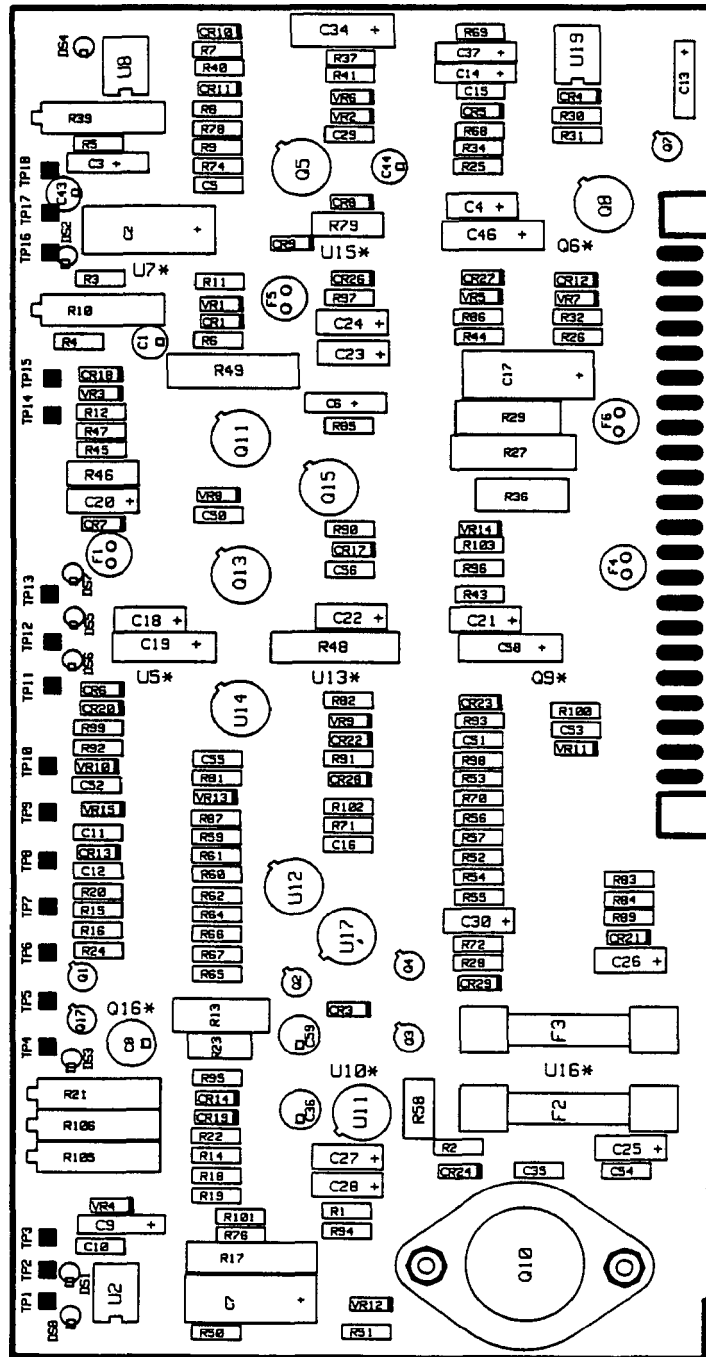 DS4
U8
CR10
R7
R40
C34 +
R37
R41
R69
C37 +
C14 +
C15
U19
C13 +
CR11
VR6
VR2
C29
CR5
R68
R34
R25
CR4
R30
R31
Q7
R39
R5
C3 +
R8
R78
R9
R74
C5
Q5
C44
TP18
TP17
TP16
C43
DS2
C2 +
U7*
CR8
R79
CR9
U15*
C4 +
C46 +
Q8
Q6*
R3
R10
R4
C1
R11
VR1
CR1
R6
F5
CR26
R97
C24 +
C23 +
CR27
VR5
R86
R44
CR12
VR7
R32
R26
TP15
TP14
CR18
VR3
R12
R47
R45
R46
C20 +
CR7
R49
Q11
C6 +
R85
C17 +
R29
R27
R36
F6
VR8
C50
Q15
F1
Q13
R90
CR17
C56
VR14
R103
R96
R43
F4
TP13
TP12
TP11
DS7
DS5
DS6
C18 +
C19 +
U5*
C22 +
R48
U13*
C21 +
C58 +
Q9*
CR6
CR20
R99
R92
VR10
C52
U14
R82
VR9
CR22
R91
CR28
CR23
R93
C51
R98
R53
R100
C53
VR11
TP10
TP9
TP8
TP7
TP6
TP5
TP4
VR15
C11
CR13
C12
R20
R15
R16
R24
C55
R81
VR13
R87
R59
R61
R60
R62
R64
R66
R67
R65
R102
R71
C16
R70
R56
R57
R52
R54
R55
C30 +
R72
R28
CR29
R83
R84
R89
CR21
C26 +
U12
U17
Q1
Q17
Q16*
C8
DS3
Q2
Q4
Q3
R13
R23
CR3
C59
F3
U10*
U16*
R21
R106
R105
R95
CR14
CR19
R22
R14
R18
R19
C36
U11
R58
F2
R2
C25 +
CR24
C35
C54
C27 +
C28 +
VR4
C9 +
C10
R101
R76
R17
R1
R94
TP3
TP2
TP1
DS1
DS8
U2
C7 +
R50
VR12
R51
Q10